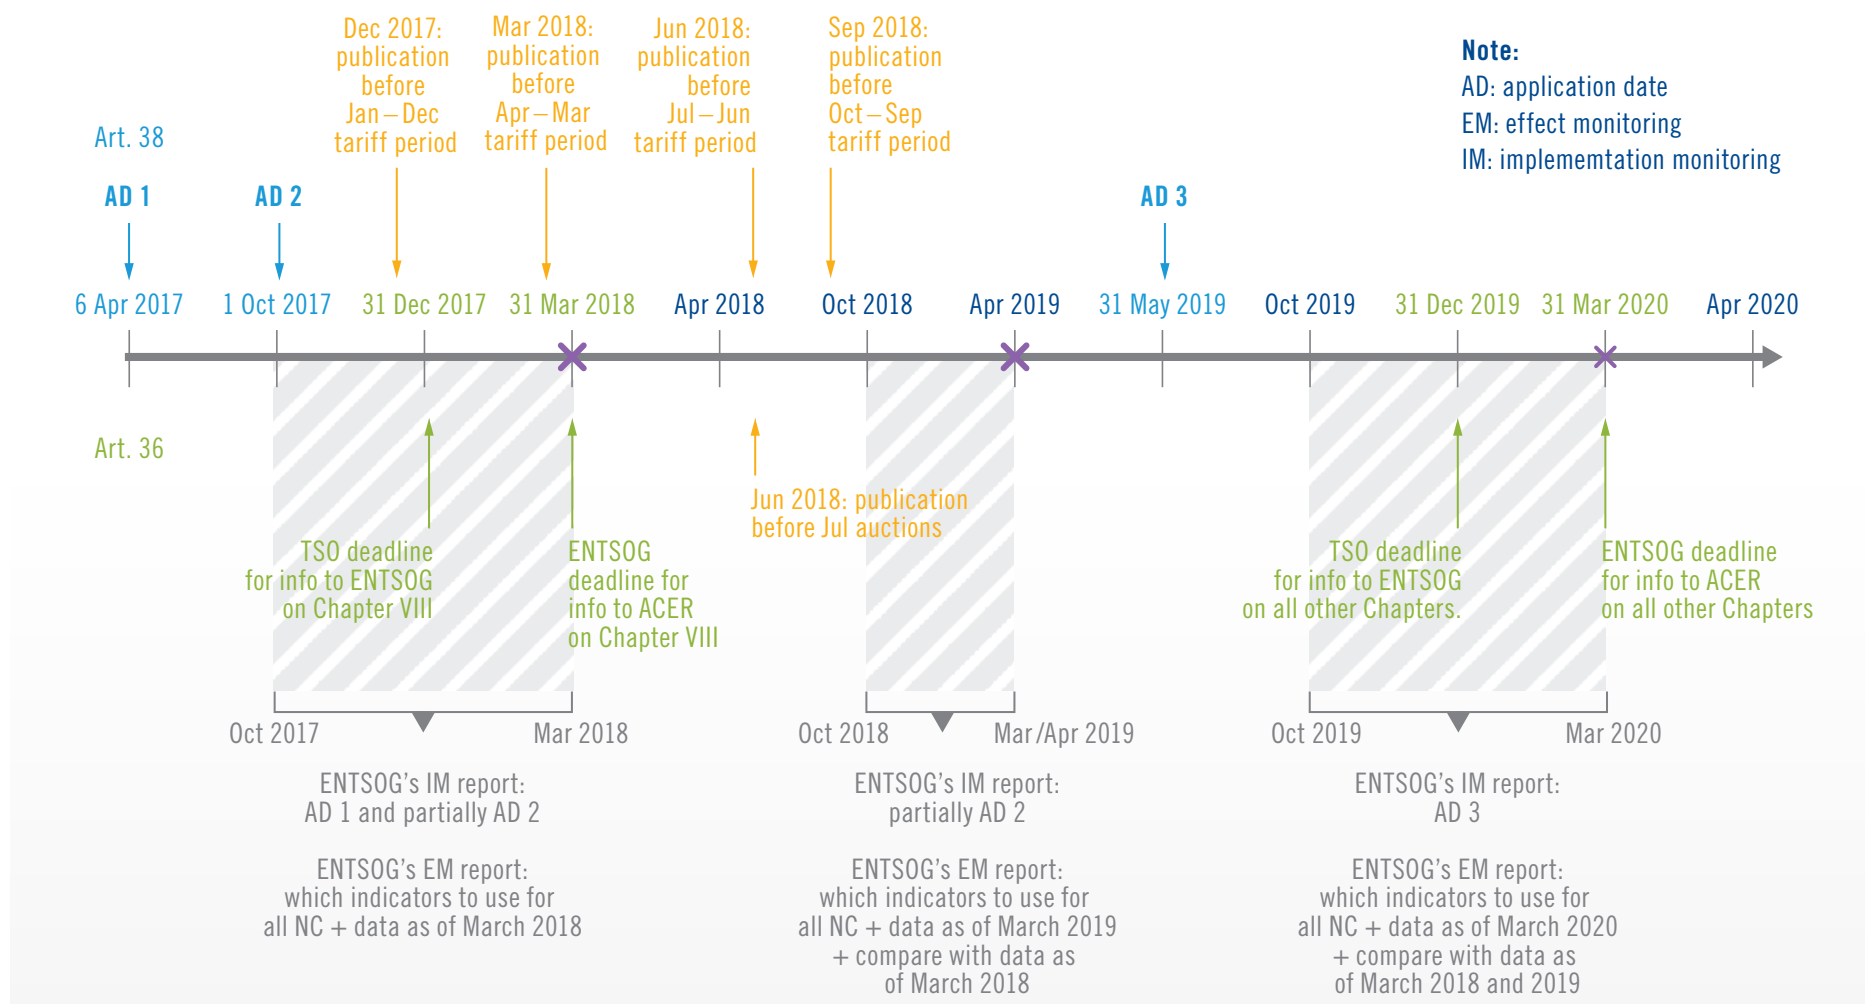 Dec 2017:
publication
before
Jan – Dec
tariff period
Mar 2018:
publication
before
Apr – Mar
tariff period
Jun 2018:
publication
before
Jul – Jun
tariff period
Sep 2018:
publication
before
Oct – Sep
tariff period
Note:
AD: application date
EM: effect monitoring
IM: implememtation monitoring
Art. 38
AD 1
AD 2
AD 3
6 Apr 2017
1 Oct 2017
31 Dec 2017
31 Mar 2018
Apr 2018
Oct 2018
Apr 2019
31 May 2019
Oct 2019
31 Dec 2019
31 Mar 2020
Apr 2020
Art. 36
Jun 2018: publication
before Jul auctions
TSO deadline
for info to ENTSOG
on Chapter VIII
ENTSOG
deadline for
info to ACER
on Chapter VIII
TSO deadline
for info to ENTSOG
on all other Chapters.
ENTSOG deadline
for info to ACER
on all other Chapters
Oct 2017
Mar 2018
Oct 2018
Mar/Apr 2019
Oct 2019
Mar 2020
ENTSOG’s IM report:
AD 1 and partially AD 2
ENTSOG’s EM report:
which indicators to use for
all NC + data as of March 2018
ENTSOG’s IM report:
partially AD 2
ENTSOG’s EM report:
which indicators to use for
all NC + data as of March 2019
+ compare with data as
of March 2018
ENTSOG’s IM report:
AD 3
ENTSOG’s EM report:
which indicators to use for
all NC + data as of March 2020
+ compare with data as
of March 2018 and 2019